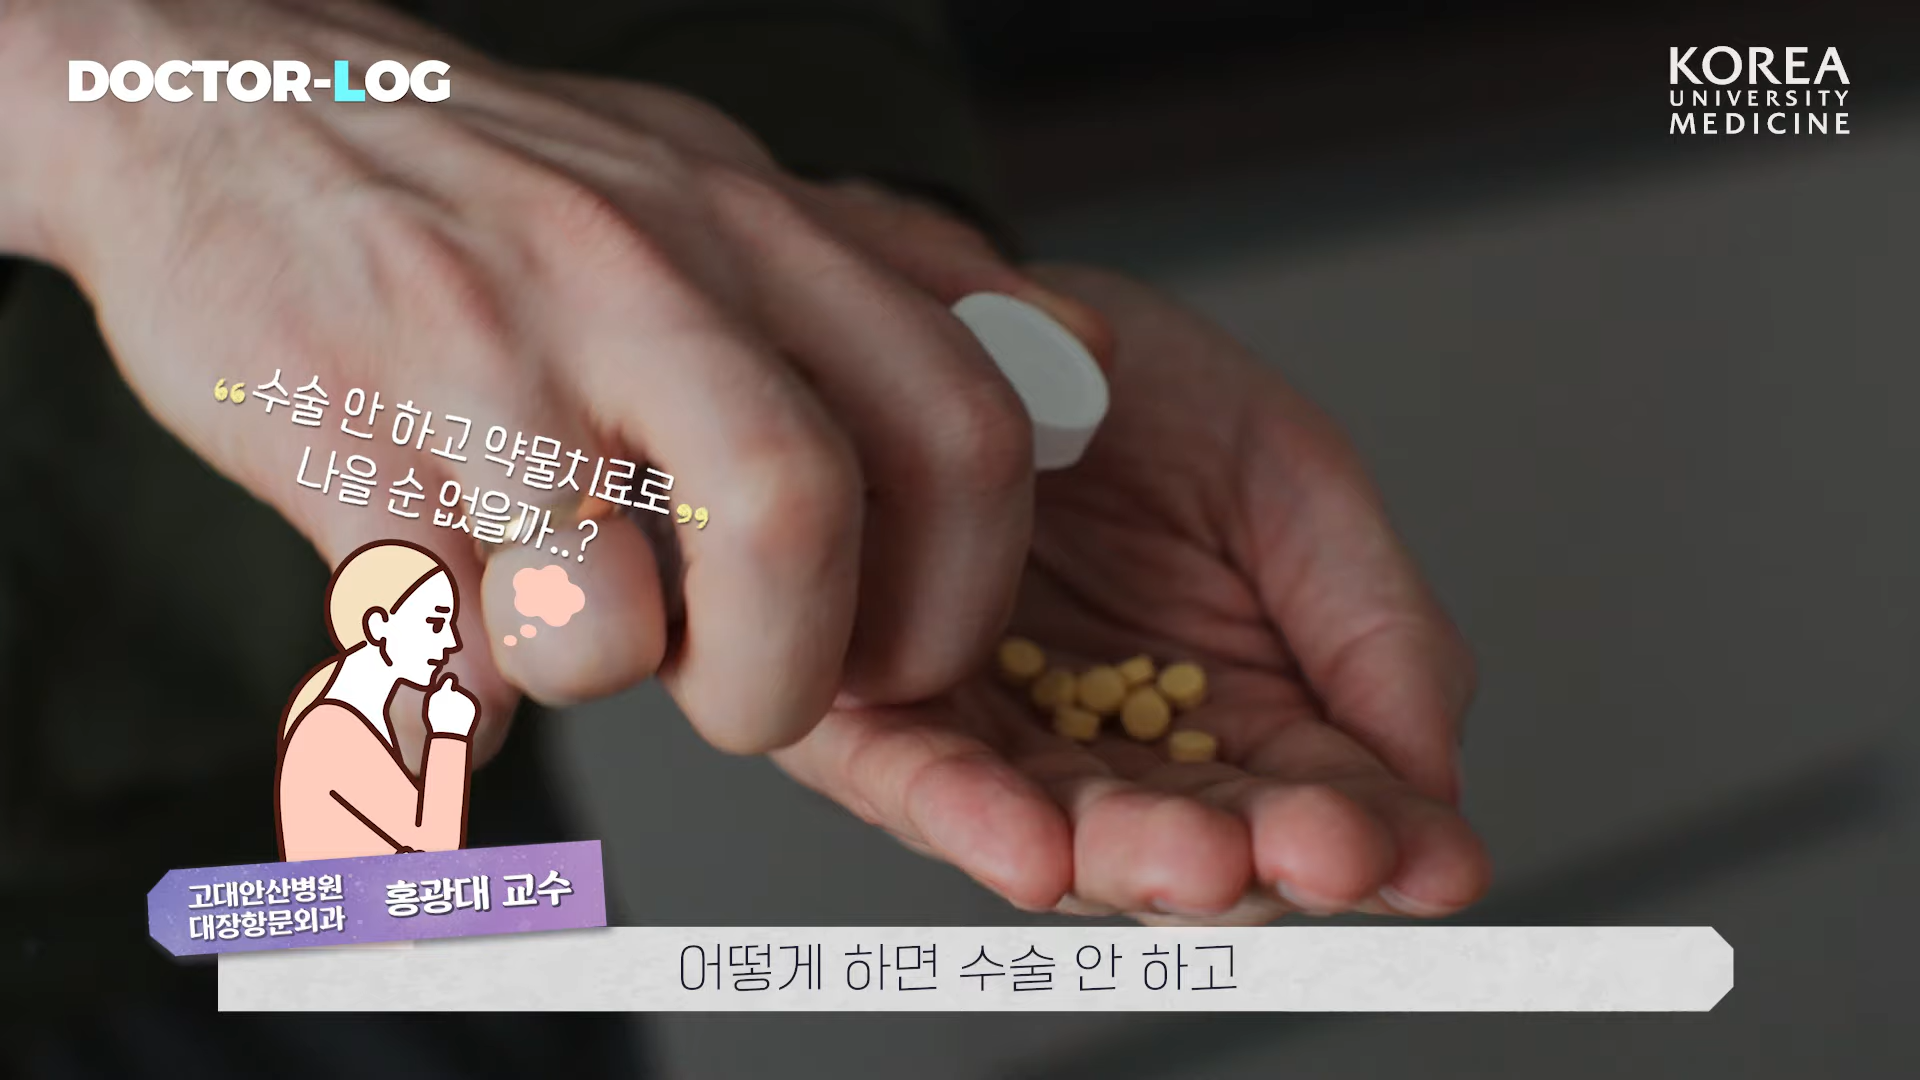 DOCTOR-LOG
KOREA
UNIVERSITY
MEDICINE
“수술 안 하고 약물치료로
나을 순 없을까..?”
고대안산병원
대장항문외과
홍광대 교수
어떻게 하면 수술 안 하고